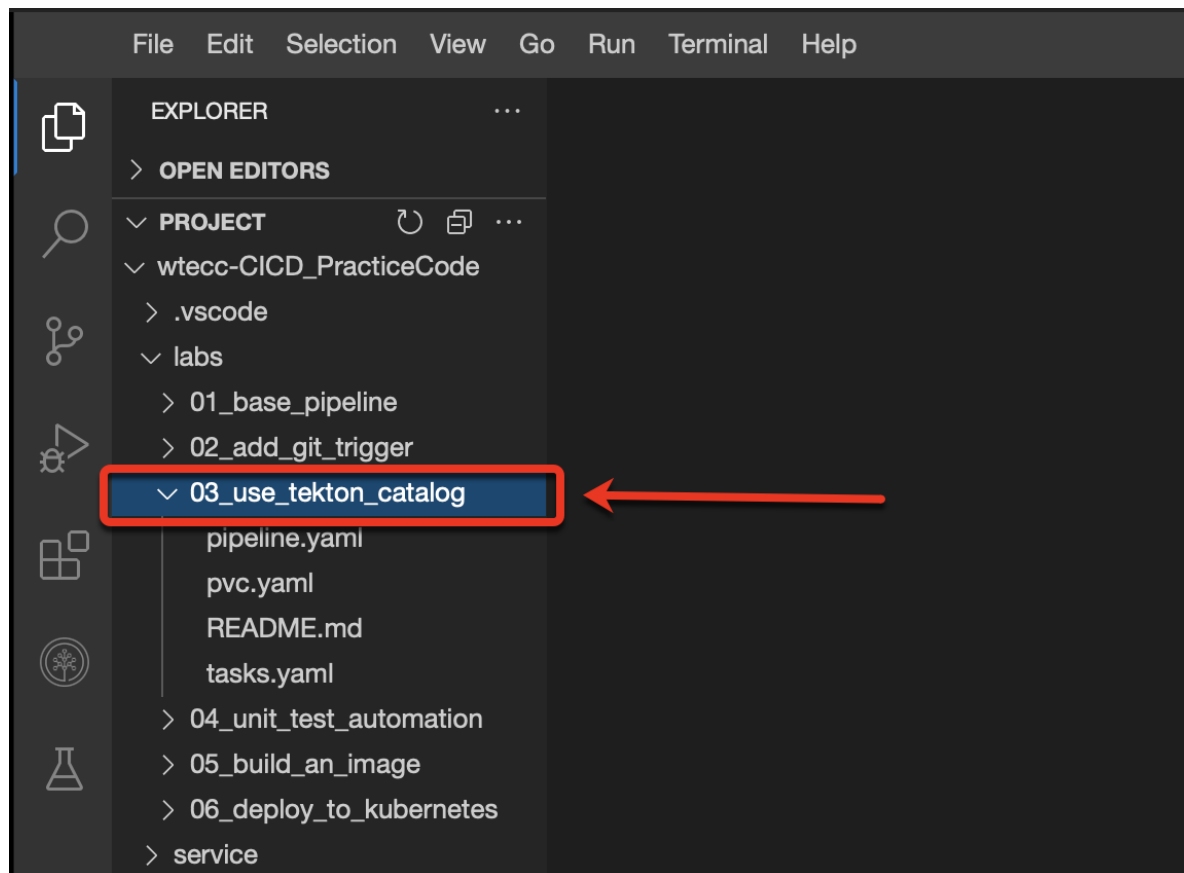 File Edit Selection View Go Run Terminal Help
EXPLORER
OPEN EDITORS
PROJECT
wtecc-CICD_PracticeCode
.vscode
labs
01_base_pipeline
02_add_git_trigger
03_use_tekton_catalog
pipeline.yaml
pvc.yaml
README.md
tasks.yaml
04_unit_test_automation
05_build_an_image
06_deploy_to_kubernetes
service